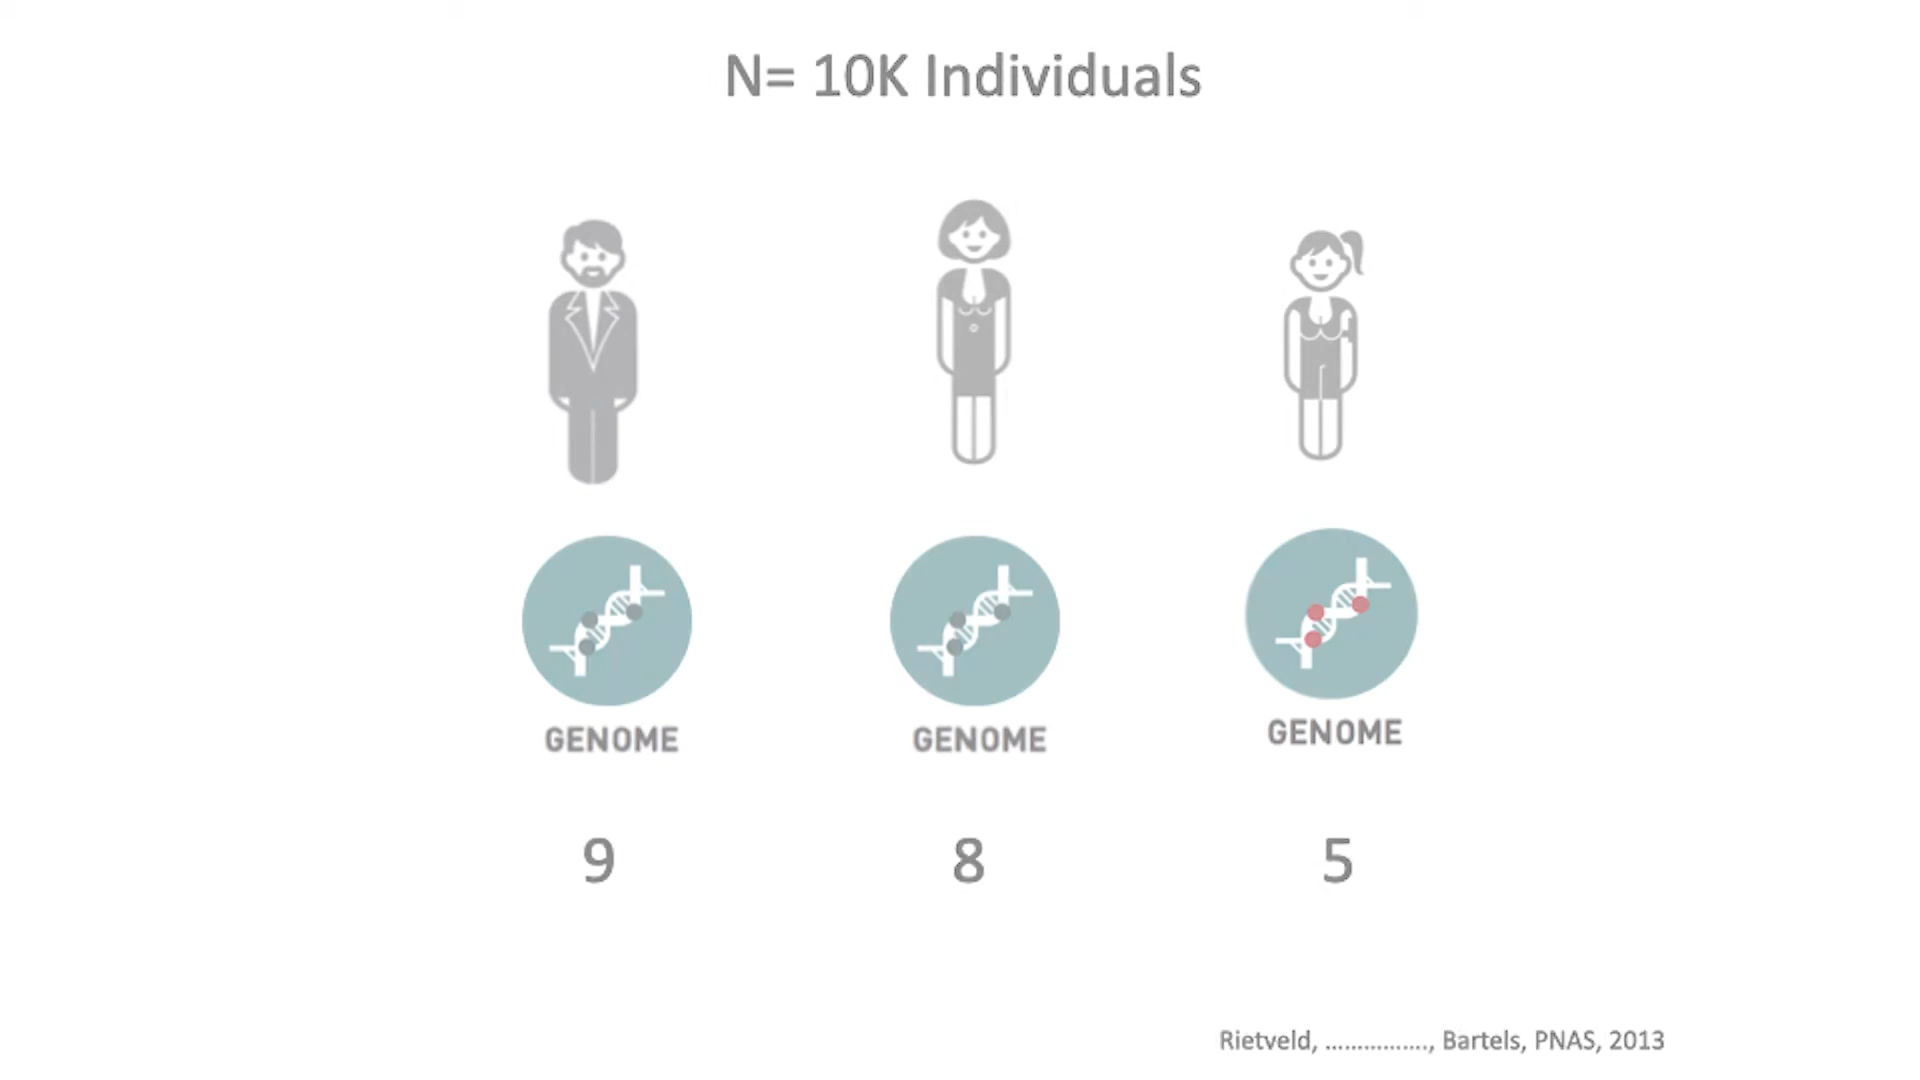 N= 10K Individuals
GENOME GENOME GENOME
9 8 5
Rietveld, ................, Bartels, PNAS, 2013